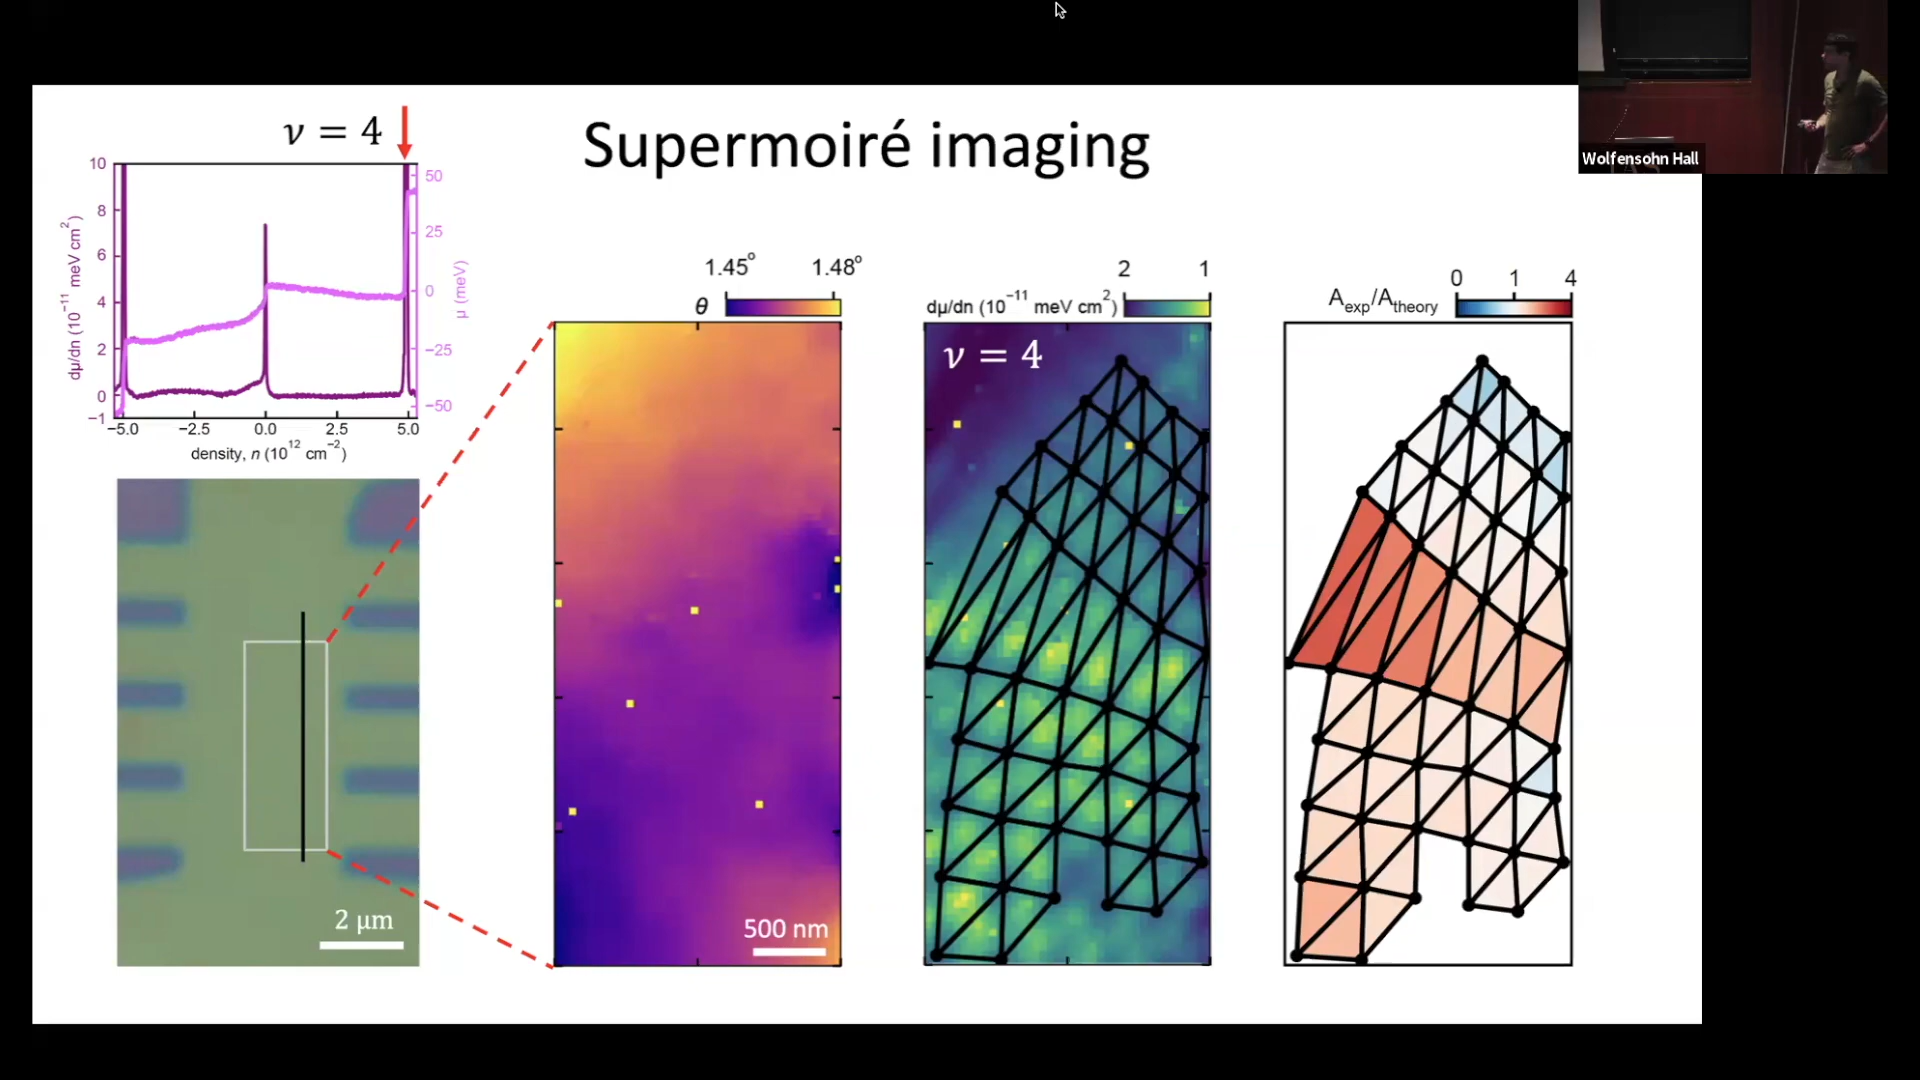 Supermoiré imaging
Wolfensohn Hall
ν = 4
10
8
6
4
2
0
−1
dμ/dn (10⁻¹¹ meV cm²)
50
25
0
−25
−50
μ (meV)
−5.0 −2.5 0.0 2.5 5.0
density, n (10¹² cm⁻²)
2 μm
1.45° 1.48°
θ
500 nm
2 1
dμ/dn (10⁻¹¹ meV cm²)
ν = 4
0 1 4
A_exp/A_theory